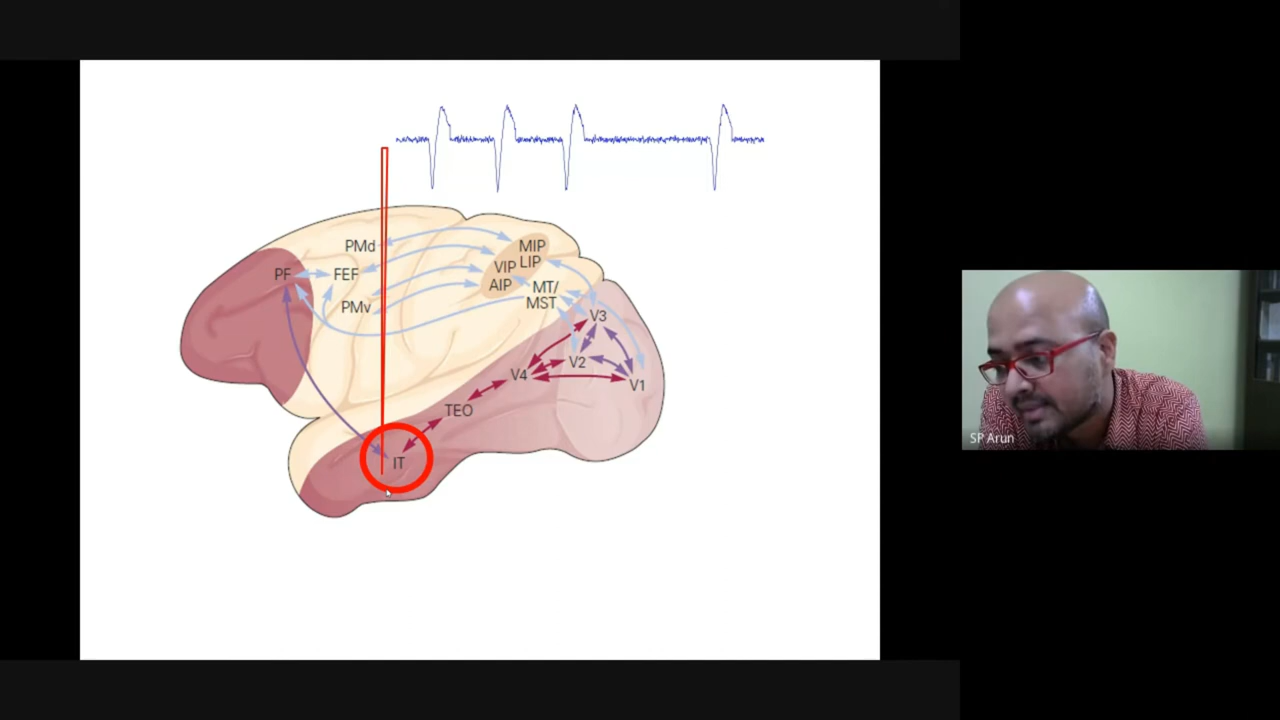 PMd
MIP
LIP
VIP
PF
FEF
AIP
MT/
MST
PMv
V3
V2
V4
V1
TEO
IT
SP Arun